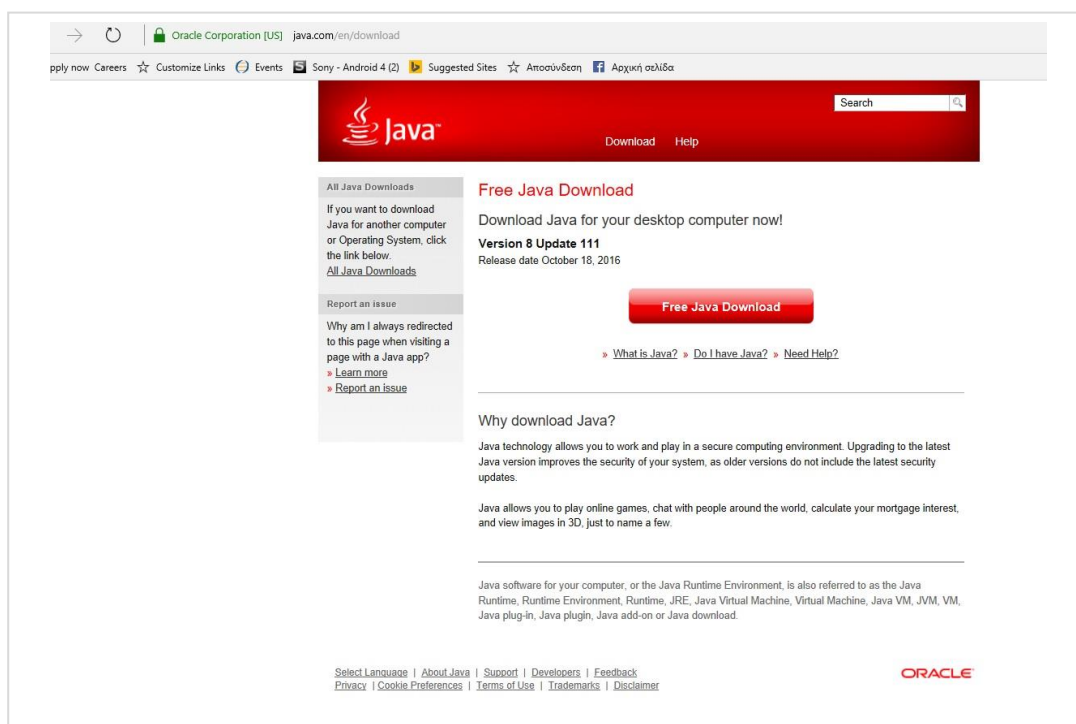 Oracle Corporation [US] java.com/en/download
pply now Careers Customize Links Events Sony - Android 4 (2) Suggested Sites Αποσύνδεση Αρχική σελίδα
Search
Java™
Download Help
All Java Downloads
If you want to download
Java for another computer
or Operating System, click
the link below.
All Java Downloads
Report an issue
Why am I always redirected
to this page when visiting a
page with a Java app?
» Learn more
» Report an issue
Free Java Download
Download Java for your desktop computer now!
Version 8 Update 111
Release date October 18, 2016
Free Java Download
» What is Java? » Do I have Java? » Need Help?
Why download Java?
Java technology allows you to work and play in a secure computing environment. Upgrading to the latest
Java version improves the security of your system, as older versions do not include the latest security
updates.
Java allows you to play online games, chat with people around the world, calculate your mortgage interest,
and view images in 3D, just to name a few.
Java software for your computer, or the Java Runtime Environment, is also referred to as the Java
Runtime, Runtime Environment, Runtime, JRE, Java Virtual Machine, Virtual Machine, Java VM, JVM, VM,
Java plug-in, Java plugin, Java add-on or Java download.
Select Language | About Java | Support | Developers | Feedback
Privacy | Cookie Preferences | Terms of Use | Trademarks | Disclaimer
ORACLE